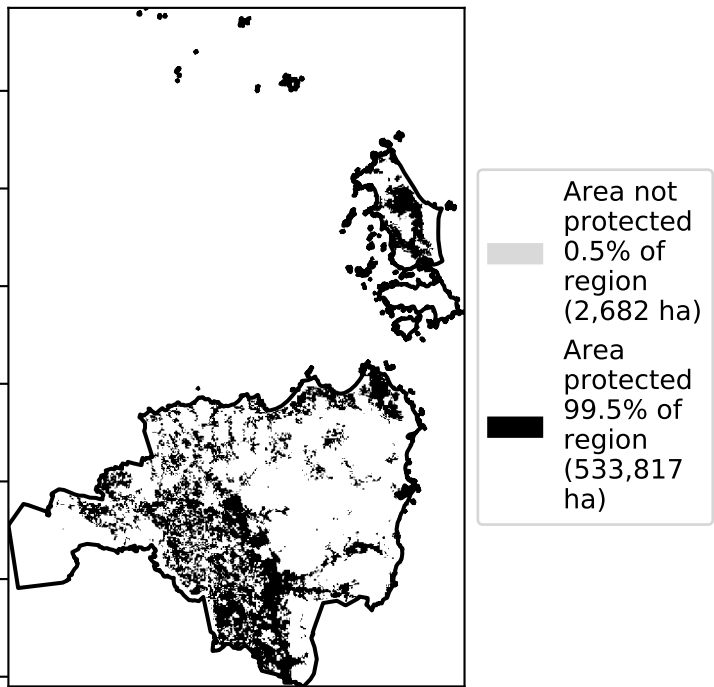 Area not
protected
0.5% of
region
(2,682 ha)
Area
protected
99.5% of
region
(533,817
ha)